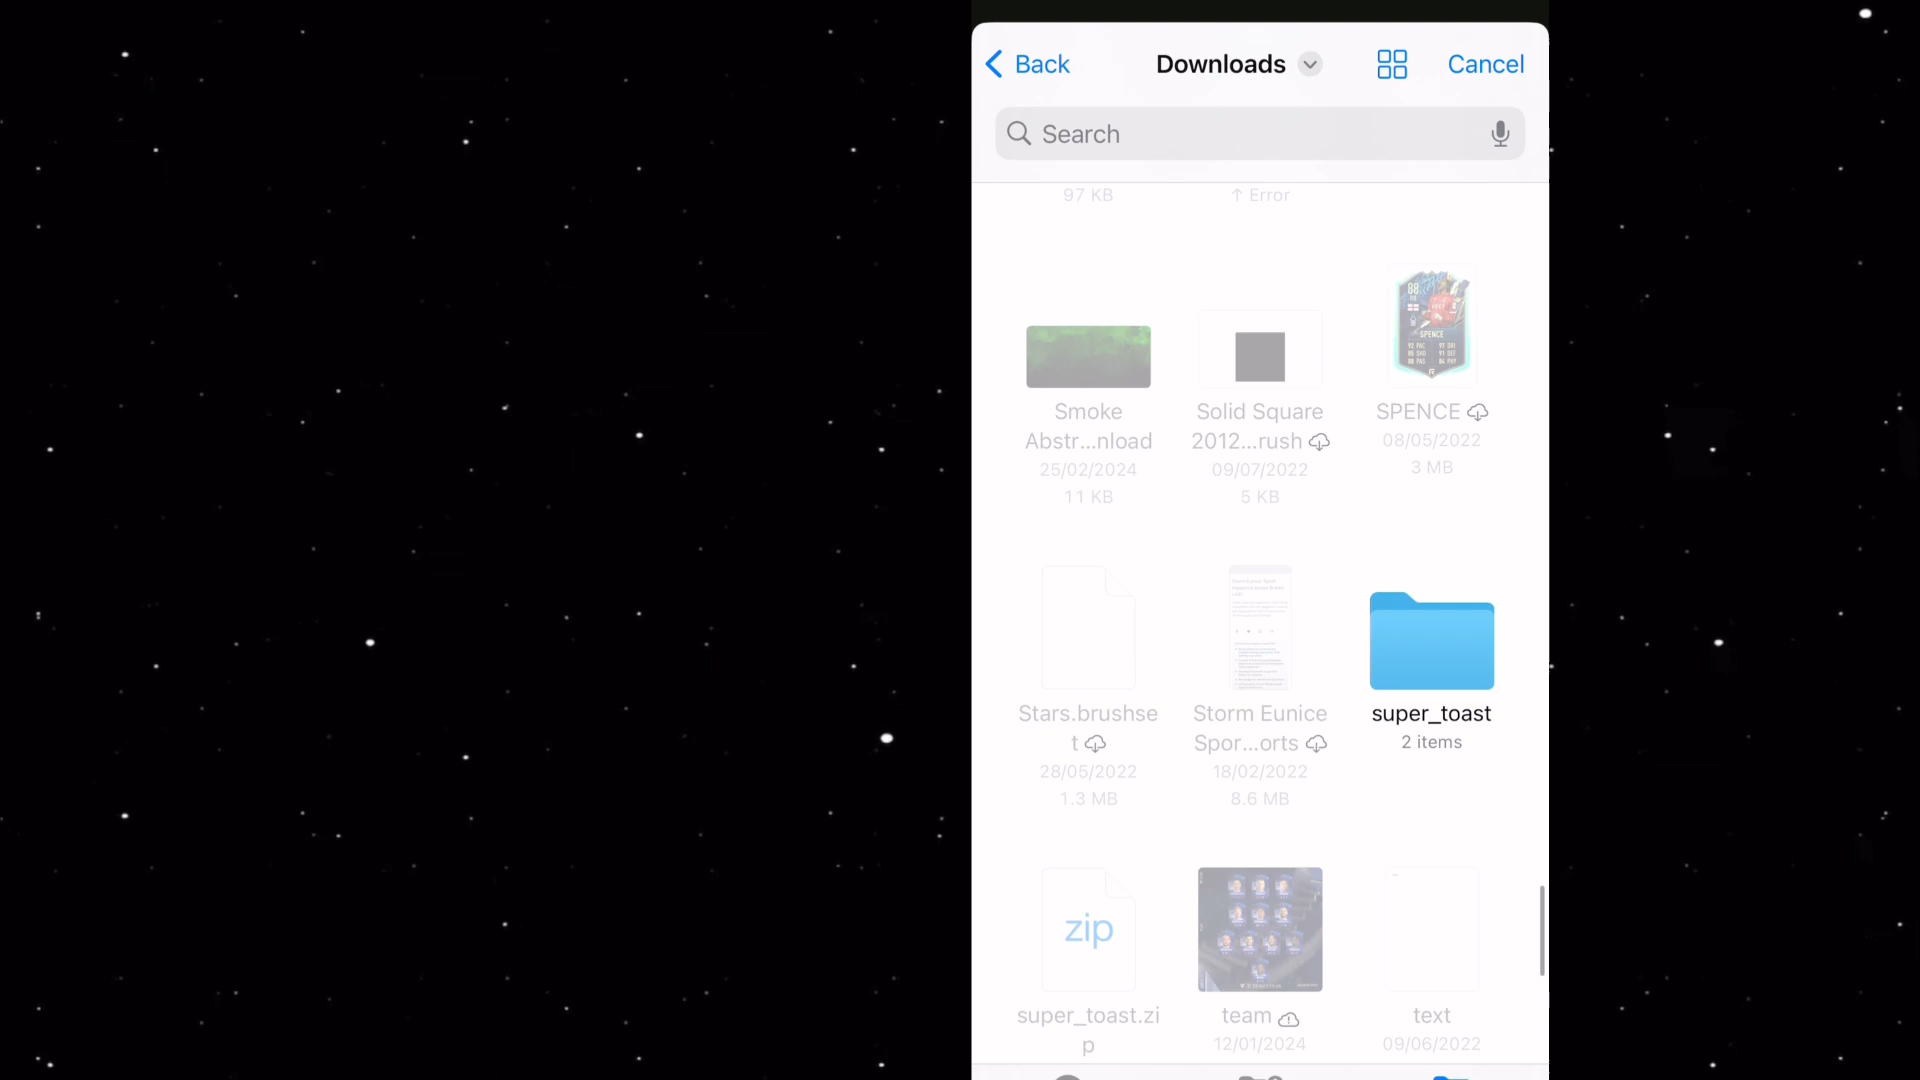 Back
Downloads
Cancel
Search
97 KB
↑ Error
88
SPENCE
Smoke
Abstr...nload
25/02/2024
11 KB
Solid Square
2012...rush
09/07/2022
5 KB
SPENCE
08/05/2022
3 MB
Stars.brushse
t
28/05/2022
1.3 MB
Storm Eunice
Spor...orts
18/02/2022
8.6 MB
super_toast
2 items
zip
super_toast.zi
p
team
12/01/2024
text
09/06/2022